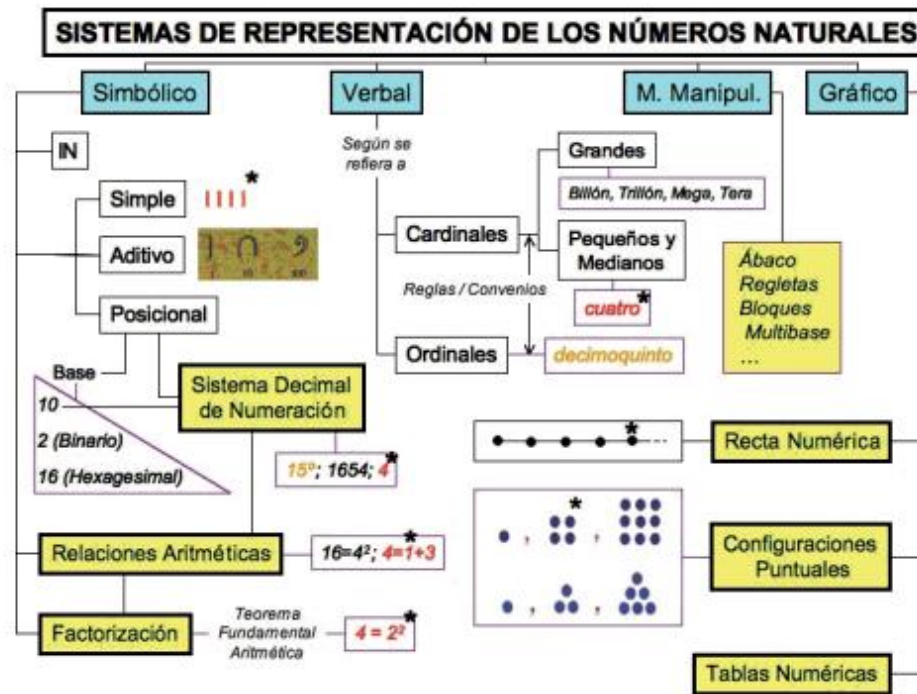 SISTEMAS DE REPRESENTACIÓN DE LOS NÚMEROS NATURALES
Simbólico
Verbal
M. Manipul.
Gráfico
IN
Simple
*
Aditivo
1 10 100
Posicional
Base
10
2 (Binario)
16 (Hexagesimal)
Sistema Decimal
de Numeración
15º; 1654; 4*
Relaciones Aritméticas
16=4²; 4=1+3*
Factorización
Teorema
Fundamental
Aritmética
4 = 2²*
Según se
refiera a
Cardinales
Grandes
Billón, Trillón, Mega, Tera
Pequeños y
Medianos
cuatro*
Reglas / Convenios
Ordinales
decimoquinto
Ábaco
Regletas
Bloques
Multibase
...
*
Recta Numérica
*
, ,
, ,
Configuraciones
Puntuales
Tablas Numéricas